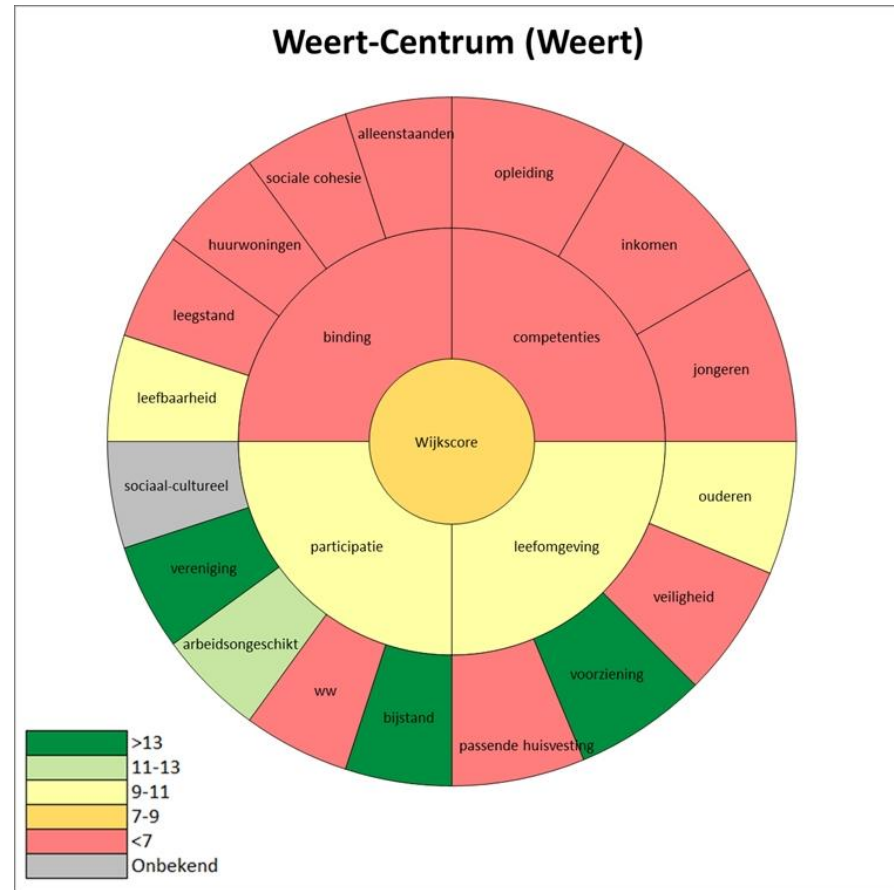 Weert-Centrum (Weert)
alleenstaanden
opleiding
sociale cohesie
inkomen
huurwoningen
leegstand
binding
competenties
jongeren
leefbaarheid
Wijkscore
sociaal-cultureel
ouderen
participatie
leefomgeving
vereniging
veiligheid
arbeidsongeschikt
voorziening
ww
bijstand
passende huisvesting
>13
11-13
9-11
7-9
<7
Onbekend